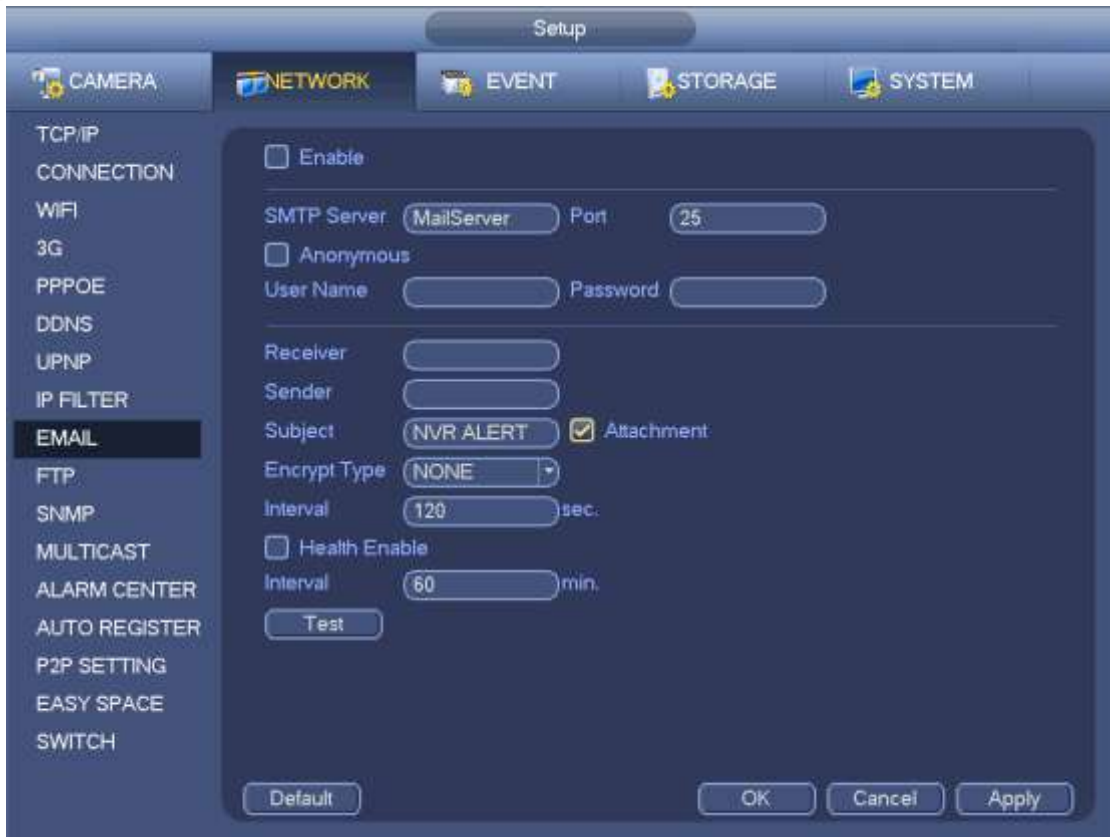 Setup
CAMERA NETWORK EVENT STORAGE SYSTEM
TCP/IP
CONNECTION
WIFI
3G
PPPOE
DDNS
UPNP
IP FILTER
EMAIL
FTP
SNMP
MULTICAST
ALARM CENTER
AUTO REGISTER
P2P SETTING
EASY SPACE
SWITCH
Enable
SMTP Server MailServer Port 25
Anonymous
User Name Password
Receiver
Sender
Subject NVR ALERT Attachment
Encrypt Type NONE
Interval 120 sec.
Health Enable
Interval 60 min.
Test
Default OK Cancel Apply